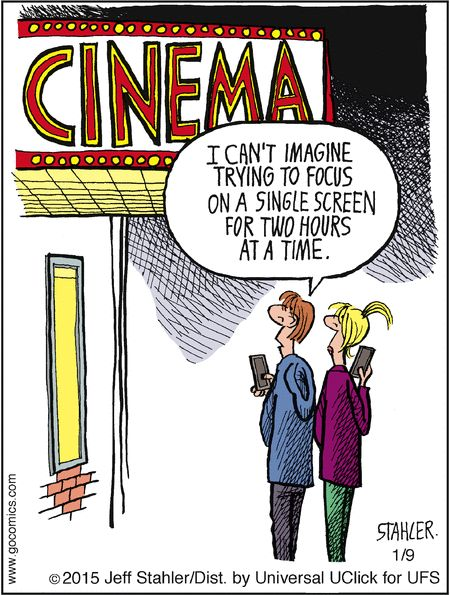 CINEMA
I CAN'T IMAGINE
TRYING TO FOCUS
ON A SINGLE SCREEN
FOR TWO HOURS
AT A TIME.
STAHLER.
1/9
www.gocomics.com
©2015 Jeff Stahler/Dist. by Universal UClick for UFS